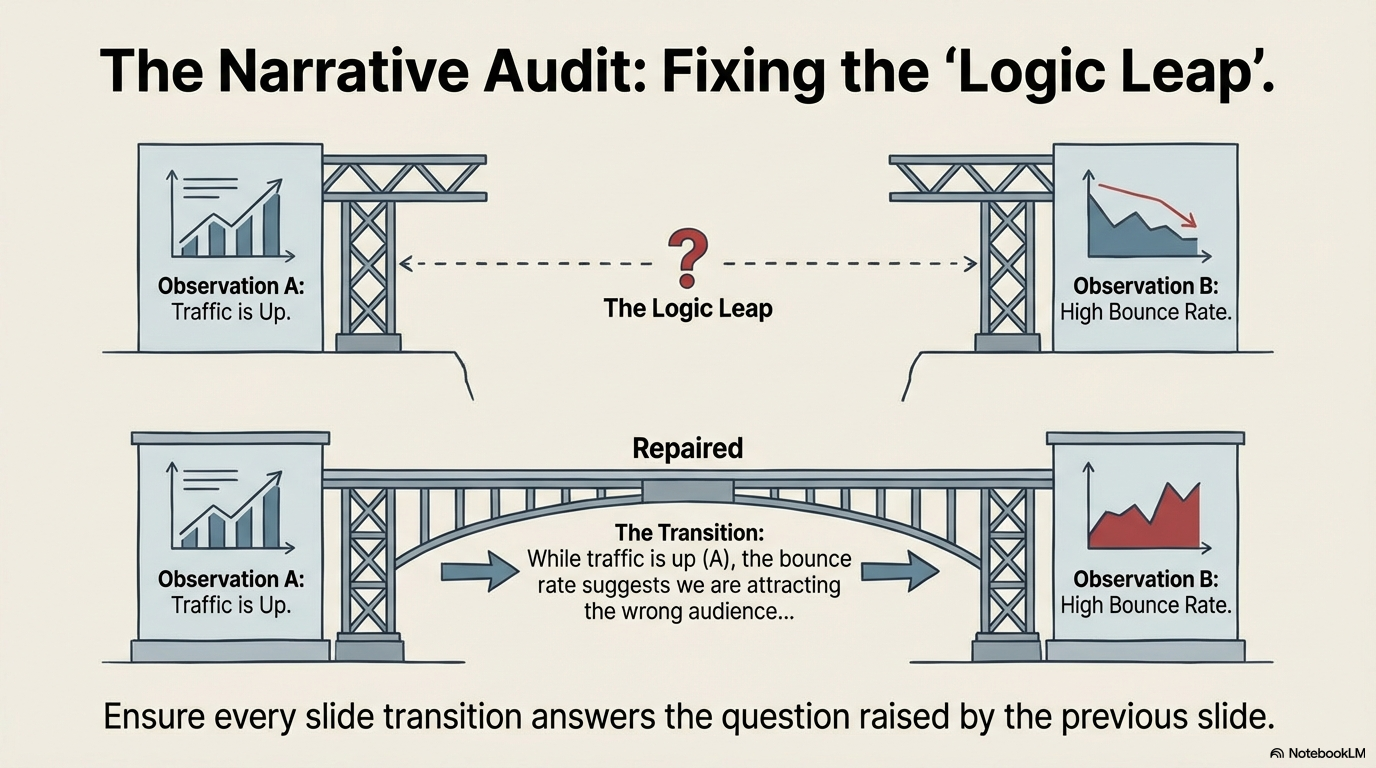 The Narrative Audit: Fixing the ‘Logic Leap’.
Observation A:
Traffic is Up.
?
The Logic Leap
Observation B:
High Bounce Rate.
Repaired
Observation A:
Traffic is Up.
The Transition:
While traffic is up (A), the bounce
rate suggests we are attracting
the wrong audience...
Observation B:
High Bounce Rate.
Ensure every slide transition answers the question raised by the previous slide.
NotebookLM